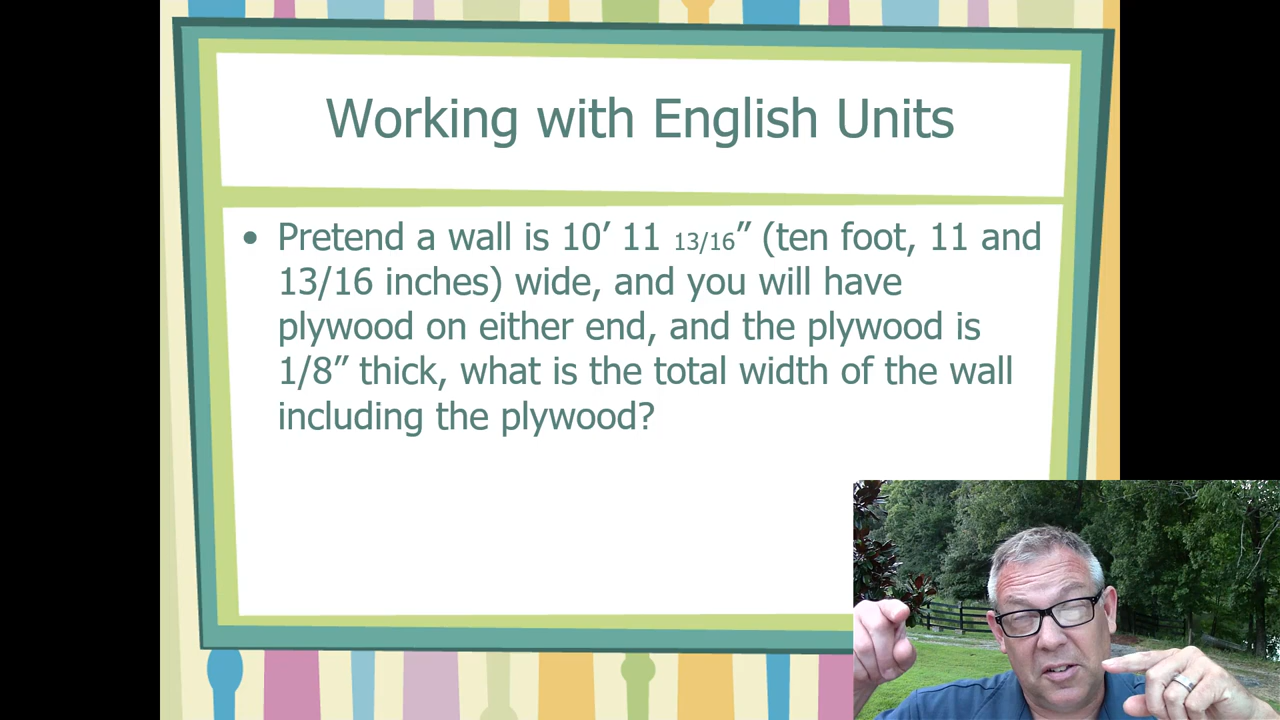 Working with English Units
• Pretend a wall is 10’ 11 13/16” (ten foot, 11 and
13/16 inches) wide, and you will have
plywood on either end, and the plywood is
1/8” thick, what is the total width of the wall
including the plywood?